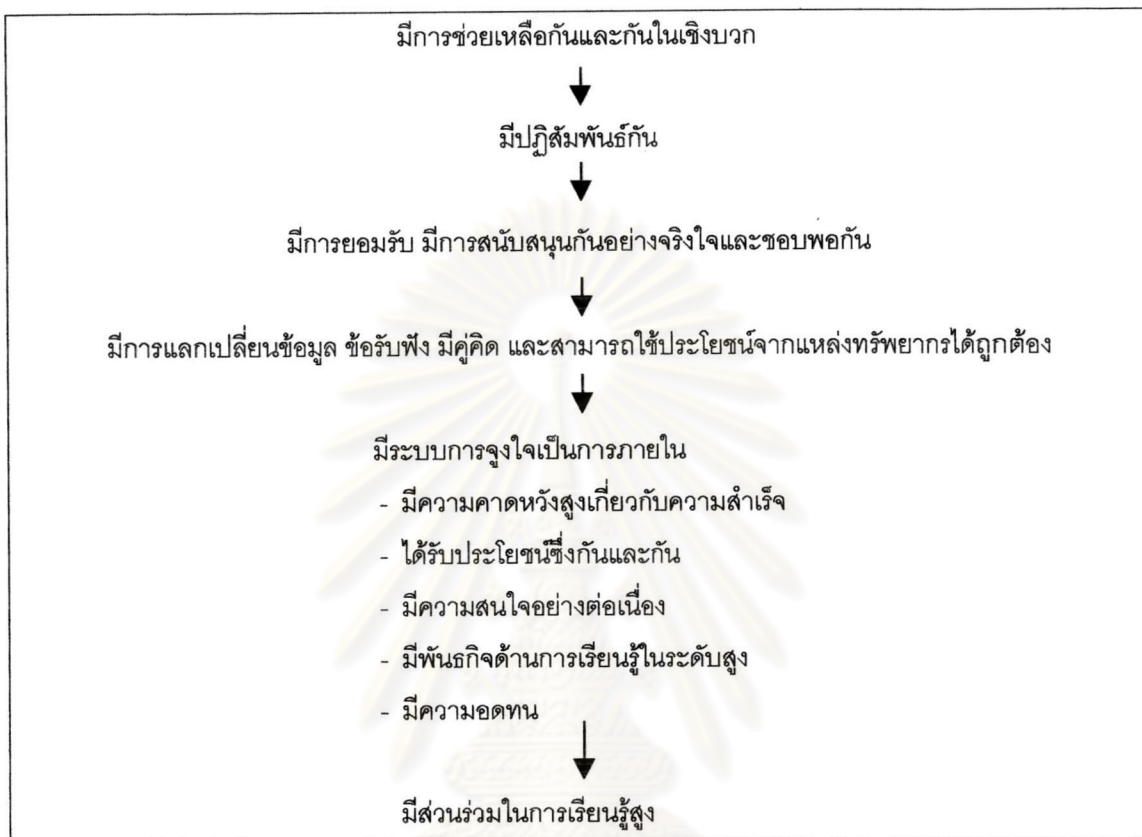 มีการช่วยเหลือกันและกันในเชิงบวก
มีปฏิสัมพันธ์กัน
มีการยอมรับ มีการสนับสนุนกันอย่างจริงใจและชอบพอกัน
มีการแลกเปลี่ยนข้อมูล ข้อรับฟัง มีคู่คิด และสามารถใช้ประโยชน์จากแหล่งทรัพยากรได้ถูกต้อง
มีระบบการจูงใจเป็นการภายใน
- มีความคาดหวังสูงเกี่ยวกับความสำเร็จ
- ได้รับประโยชน์ซึ่งกันและกัน
- มีความสนใจอย่างต่อเนื่อง
- มีพันธกิจด้านการเรียนรู้ในระดับสูง
- มีความอดทน
มีส่วนร่วมในการเรียนรู้สูง